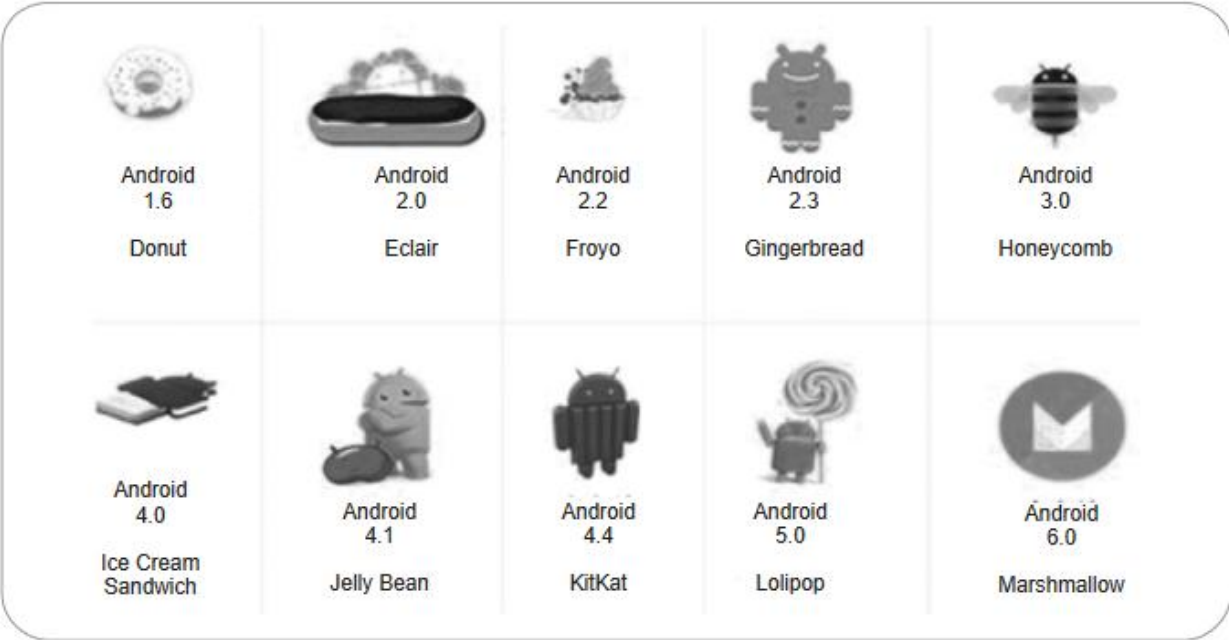 Android
1.6
Donut
Android
2.0
Eclair
Android
2.2
Froyo
Android
2.3
Gingerbread
Android
3.0
Honeycomb
Android
4.0
Ice Cream
Sandwich
Android
4.1
Jelly Bean
Android
4.4
KitKat
Android
5.0
Lolipop
Android
6.0
Marshmallow